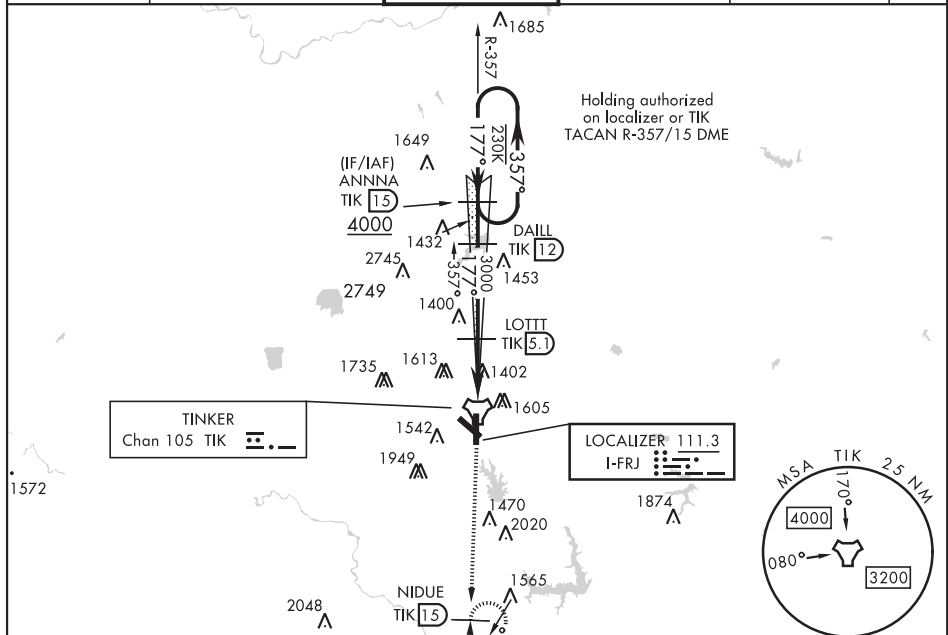 1685
R-357
Holding authorized
on localizer or TIK
TACAN R-357/15 DME
230K
177°
357°
1649
(IF/IAF)
ANNNA
TIK 15
4000
1432
DAILL
TIK 12
2745
1453
2749
357°
177°
3000
1400
LOTTT
TIK 5.1
1735
1613
1402
1605
TINKER
Chan 105 TIK
1542
LOCALIZER 111.3
I-FRJ
1949
1572
1470
2020
1874
MSA TIK 25 NM
170°
4000
080°
3200
1565
NIDUE
TIK 15
2048